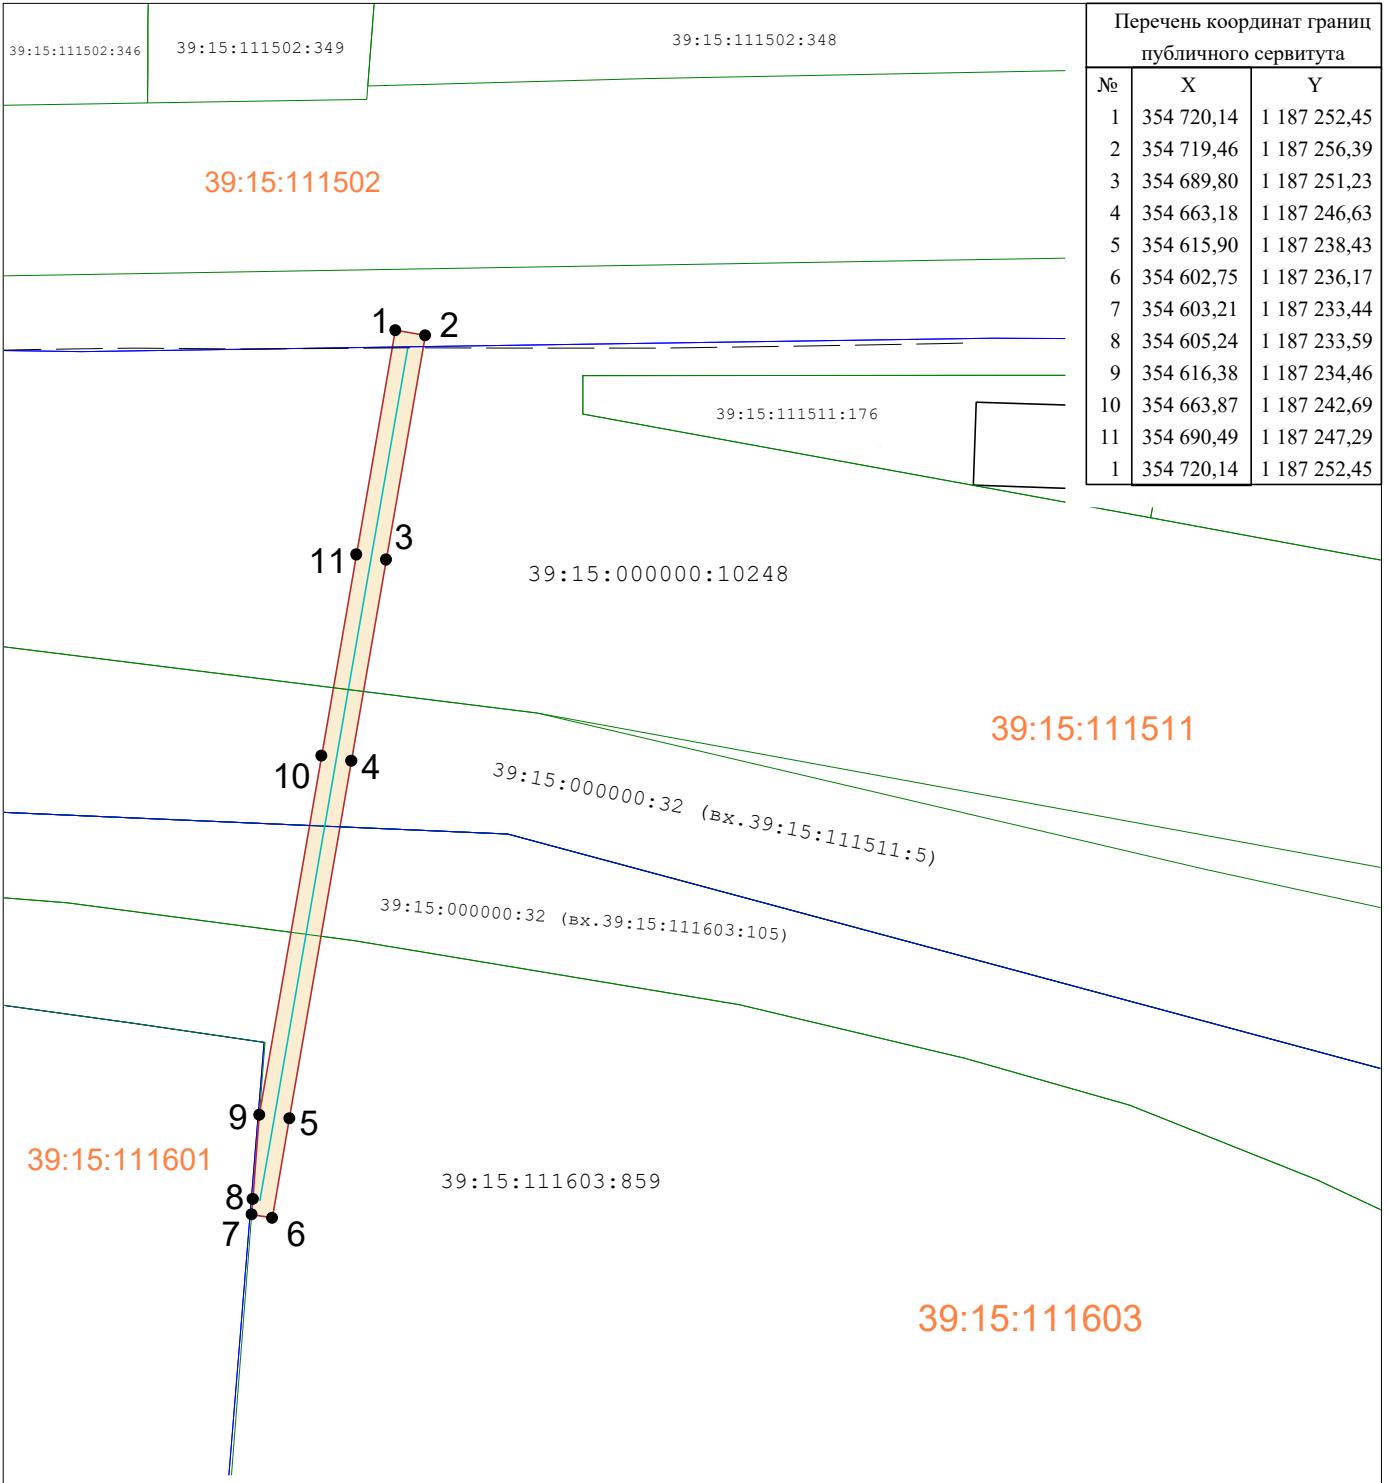 39:15:111502:346
39:15:111502:349
39:15:111502:348
Перечень координат границ
публичного сервитута
№ X Y
1 354 720,14 1 187 252,45
2 354 719,46 1 187 256,39
3 354 689,80 1 187 251,23
4 354 663,18 1 187 246,63
5 354 615,90 1 187 238,43
6 354 602,75 1 187 236,17
7 354 603,21 1 187 233,44
8 354 605,24 1 187 233,59
9 354 616,38 1 187 234,46
10 354 663,87 1 187 242,69
11 354 690,49 1 187 247,29
1 354 720,14 1 187 252,45
39:15:111502
1
2
39:15:111511:176
11
3
39:15:000000:10248
39:15:111511
10
4
39:15:000000:32 (вх.39:15:111511:5)
39:15:000000:32 (вх.39:15:111603:105)
9
5
39:15:111601
39:15:111603:859
8
7
6
39:15:111603